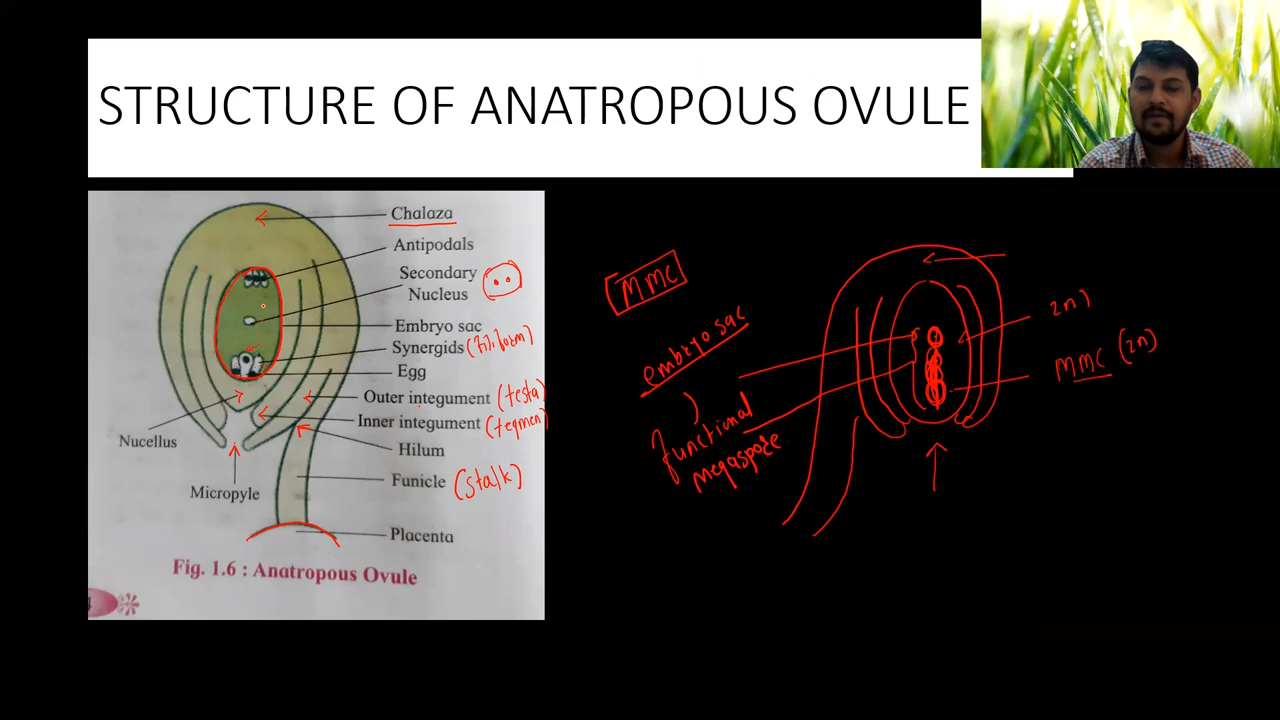 STRUCTURE OF ANATROPOUS OVULE
Chalaza
Antipodals
Secondary
Nucleus
Embryo sac
Synergids (filiform)
Egg
Outer integument (testa)
Inner integument (tegmen)
Nucellus
Hilum
Micropyle
Funicle (stalk)
Placenta
Fig. 1.6 : Anatropous Ovule
MMC
embryo sac
functional
megaspore
2n)
MMC (2n)